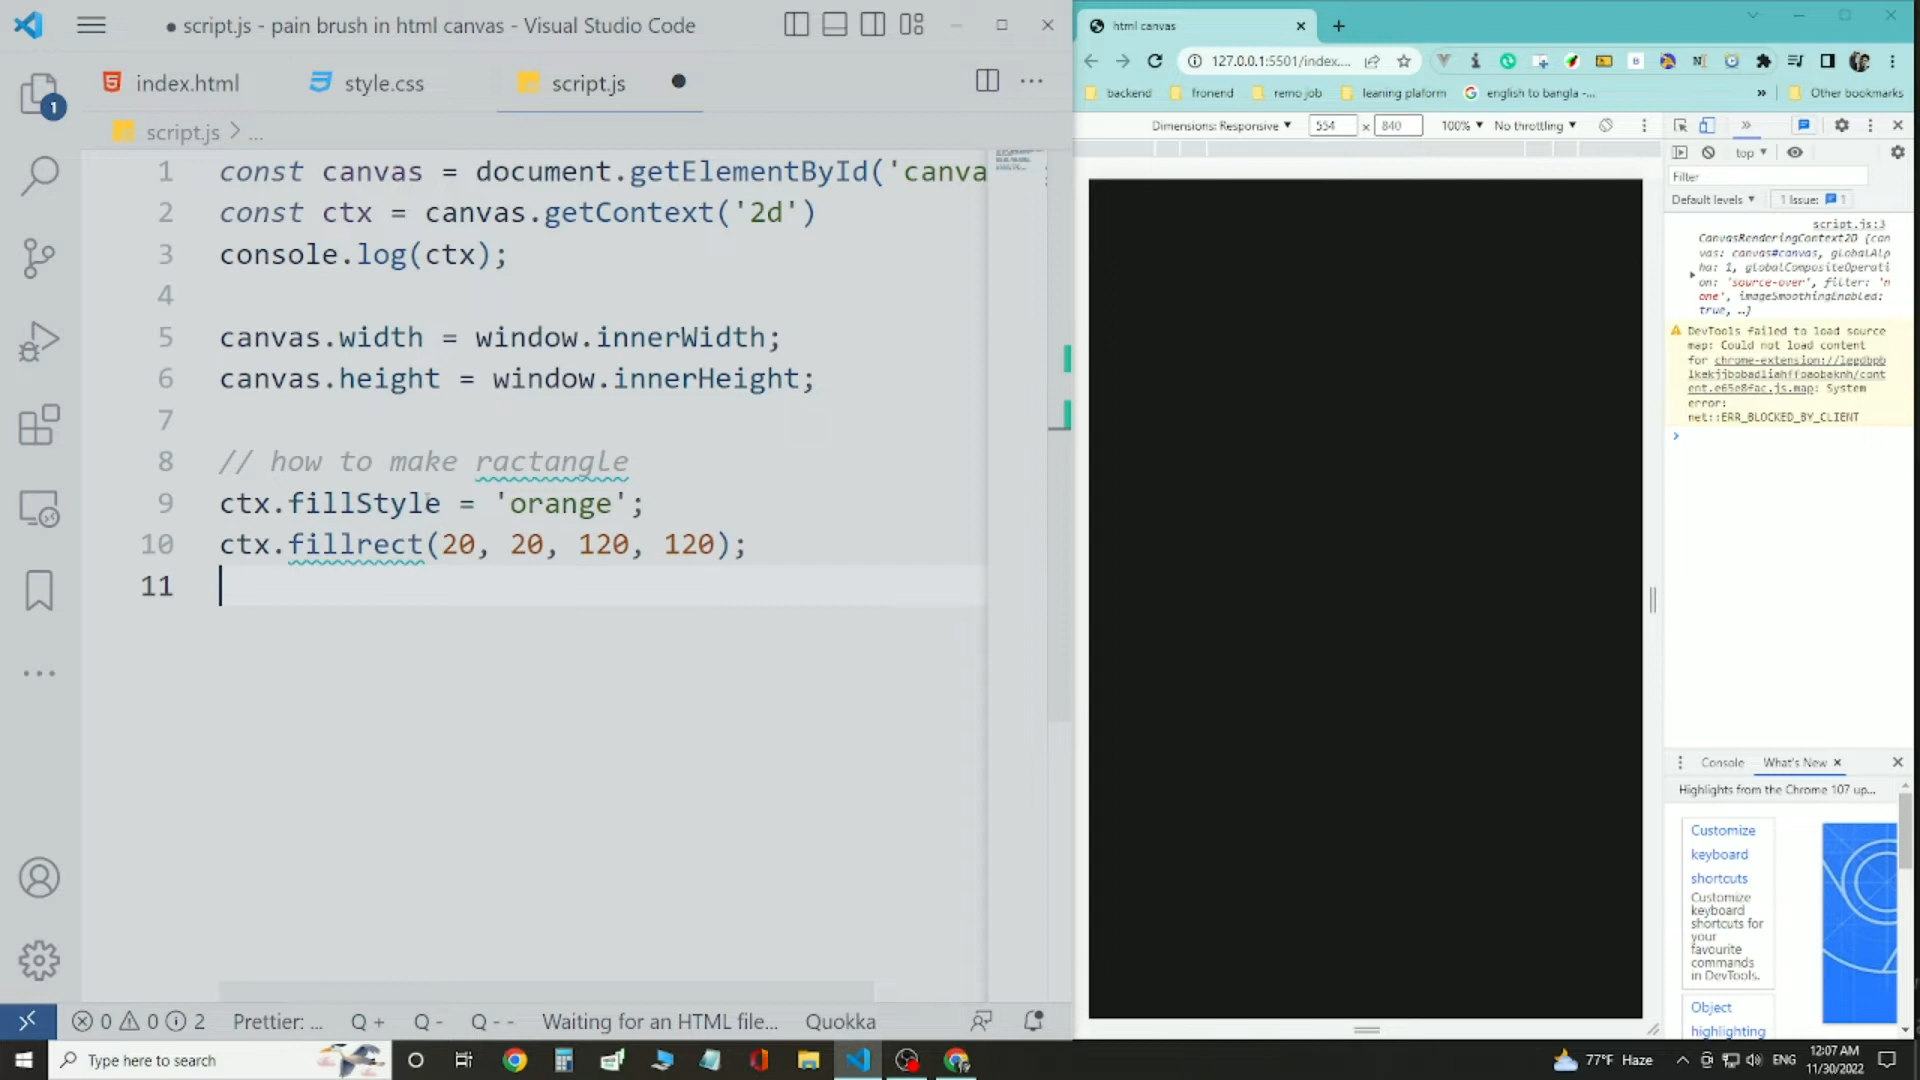 script.js - pain brush in html canvas - Visual Studio Code
index.html
style.css
script.js
script.js > ...
1 const canvas = document.getElementById('canva
2 const ctx = canvas.getContext('2d')
3 console.log(ctx);
4
5 canvas.width = window.innerWidth;
6 canvas.height = window.innerHeight;
7
8 // how to make ractangle
9 ctx.fillStyle = 'orange';
10 ctx.fillrect(20, 20, 120, 120);
11
1
0 0 2 Prettier: ... Q + Q - Q - - Waiting for an HTML file... Quokka
html canvas
127.0.0.1:5501/index....
backend fronend remo job leaning plaform english to bangla -... » Other bookmarks
Dimensions: Responsive 554 x 840 100% No throttling
top
Filter
Default levels 1 Issue: 1
script.js:3
CanvasRenderingContext2D {can
vas: canvas#canvas, globalAlp
ha: 1, globalCompositeOperati
on: 'source-over', filter: 'n
one', imageSmoothingEnabled:
true, …}
DevTools failed to load source
map: Could not load content
for
content.e65e8fac.js.map: System
error:
net::ERR_BLOCKED_BY_CLIENT
Console What's New
Highlights from the Chrome 107 up...
Customize
keyboard
shortcuts
Customize
keyboard
shortcuts for
your
favourite
commands
in DevTools.
Object
highlighting
Type here to search
77°F Haze ENG 12:07 AM
11/30/2022